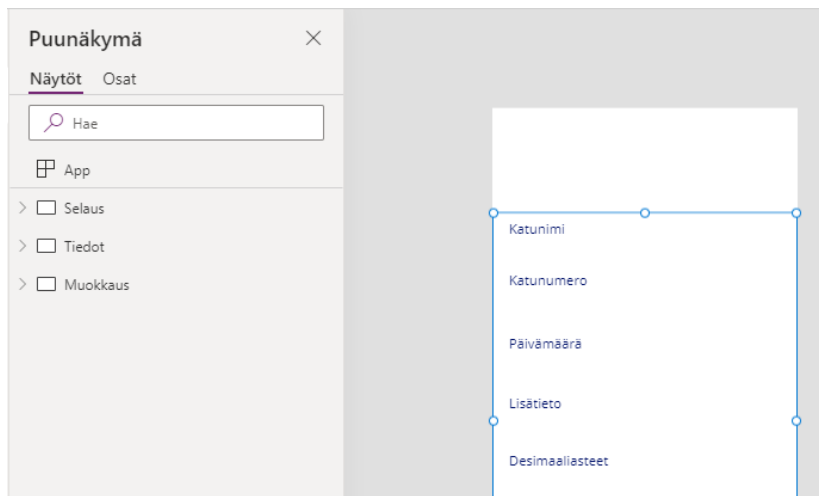 Puunäkymä
Näytöt Osat
Hae
App
Selaus
Tiedot
Muokkaus
Katunimi
Katunumero
Päivämäärä
Lisätieto
Desimaaliasteet